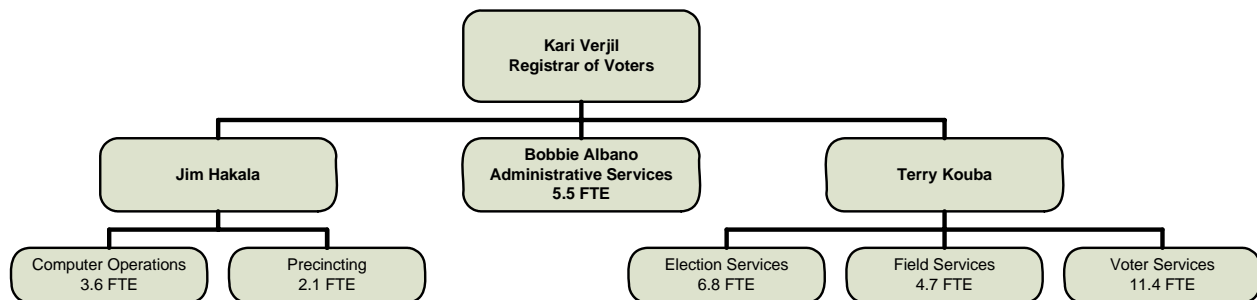 Kari Verjil
Registrar of Voters
Jim Hakala
Bobbie Albano
Administrative Services
5.5 FTE
Terry Kouba
Computer Operations
3.6 FTE
Precincting
2.1 FTE
Election Services
6.8 FTE
Field Services
4.7 FTE
Voter Services
11.4 FTE